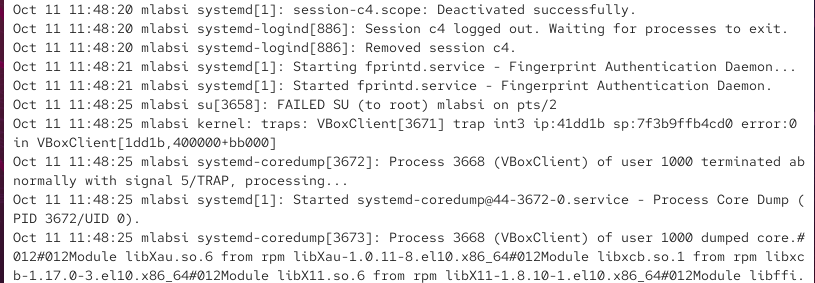 Oct 11 11:48:20 mlabsi systemd[1]: session-c4.scope: Deactivated successfully.
Oct 11 11:48:20 mlabsi systemd-logind[886]: Session c4 logged out. Waiting for processes to exit.
Oct 11 11:48:20 mlabsi systemd-logind[886]: Removed session c4.
Oct 11 11:48:21 mlabsi systemd[1]: Starting fprintd.service - Fingerprint Authentication Daemon...
Oct 11 11:48:21 mlabsi systemd[1]: Started fprintd.service - Fingerprint Authentication Daemon.
Oct 11 11:48:25 mlabsi su[3658]: FAILED SU (to root) mlabsi on pts/2
Oct 11 11:48:25 mlabsi kernel: traps: VBoxClient[3671] trap int3 ip:41dd1b sp:7f3b9ffb4cd0 error:0
in VBoxClient[1dd1b,400000+bb000]
Oct 11 11:48:25 mlabsi systemd-coredump[3672]: Process 3668 (VBoxClient) of user 1000 terminated ab
normally with signal 5/TRAP, processing...
Oct 11 11:48:25 mlabsi systemd[1]: Started systemd-coredump@44-3672-0.service - Process Core Dump (
PID 3672/UID 0).
Oct 11 11:48:25 mlabsi systemd-coredump[3673]: Process 3668 (VBoxClient) of user 1000 dumped core.#
012#012Module libXau.so.6 from rpm libXau-1.0.11-8.el10.x86_64#012Module libxcb.so.1 from rpm libxc
b-1.17.0-3.el10.x86_64#012Module libX11.so.6 from rpm libX11-1.8.10-1.el10.x86_64#012Module libffi.